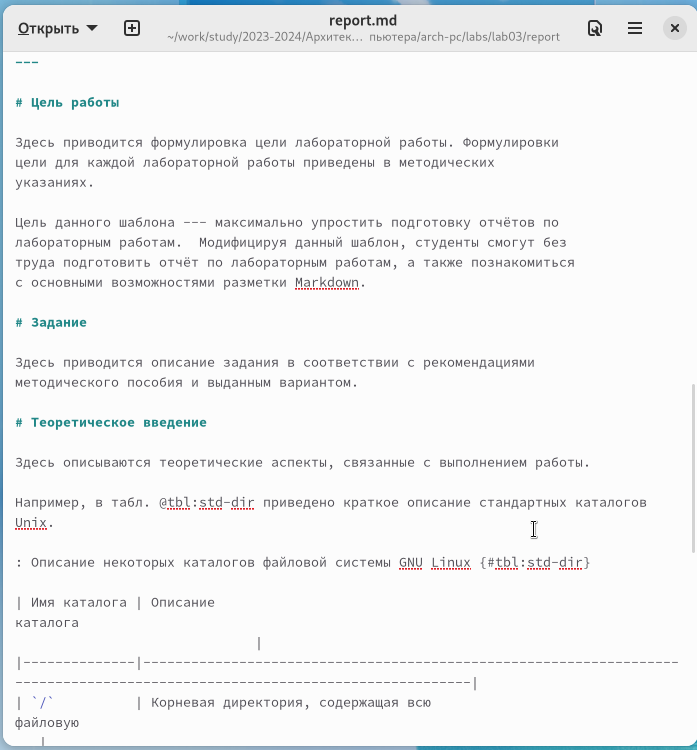 Открыть
report.md
~/work/study/2023-2024/Архитек… пьютера/arch-pc/labs/lab03/report
---
# Цель работы
Здесь приводится формулировка цели лабораторной работы. Формулировки
цели для каждой лабораторной работы приведены в методических
указаниях.
Цель данного шаблона --- максимально упростить подготовку отчётов по
лабораторным работам.  Модифицируя данный шаблон, студенты смогут без
труда подготовить отчёт по лабораторным работам, а также познакомиться
с основными возможностями разметки Markdown.
# Задание
Здесь приводится описание задания в соответствии с рекомендациями
методического пособия и выданным вариантом.
# Теоретическое введение
Здесь описываются теоретические аспекты, связанные с выполнением работы.
Например, в табл. @tbl:std-dir приведено краткое описание стандартных каталогов
Unix.
: Описание некоторых каталогов файловой системы GNU Linux {#tbl:std-dir}
| Имя каталога | Описание
каталога
|
|--------------|-------------------------------------------------------------------
---------------------------------------------------------|
| `/`          | Корневая директория, содержащая всю
файловую
|